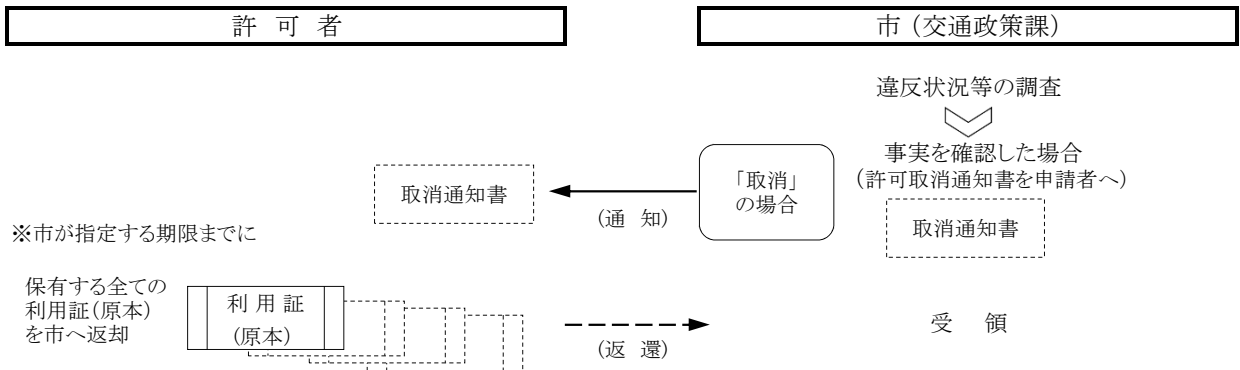 許 可 者
市（交通政策課）
違反状況等の調査
事実を確認した場合
（許可取消通知書を申請者へ）
「取消」
の場合
取消通知書
（通 知）
取消通知書
※市が指定する期限までに
保有する全ての
利用証（原本）
を市へ返却
利 用 証
（原本）
（返 還）
受 領